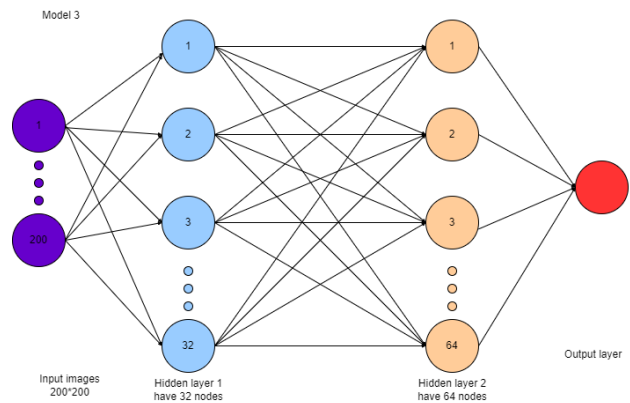 Model 3
1
200
1
2
3
32
1
2
3
64
Input images
200*200
Hidden layer 1
have 32 nodes
Hidden layer 2
have 64 nodes
Output layer